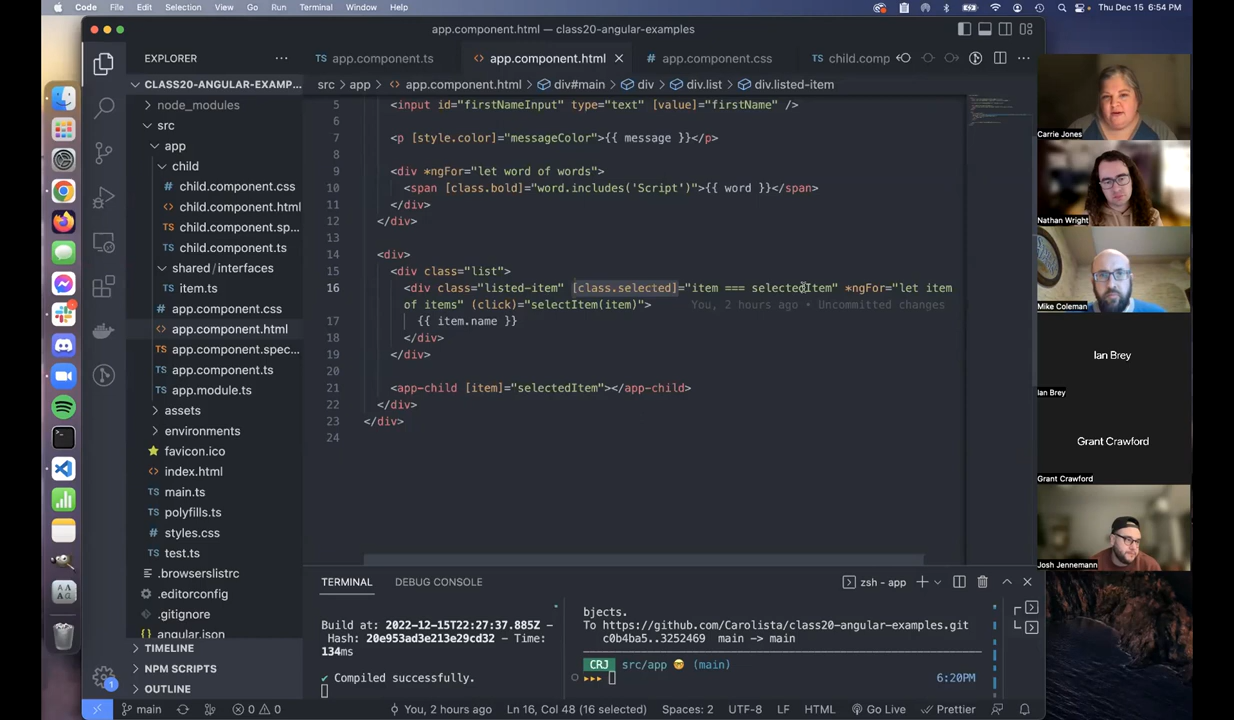 Code File Edit Selection View Go Run Terminal Window Help
Thu Dec 15 6:54 PM
app.component.html — class20-angular-examples
EXPLORER
app.component.ts
app.component.html
app.component.css
child.comp
CLASS20-ANGULAR-EXAMP...
src > app > app.component.html > div#main > div > div.list > div.listed-item
node_modules
src
app
child
child.component.css
child.component.html
child.component.sp...
child.component.ts
shared/interfaces
item.ts
app.component.css
app.component.html
app.component.spec...
app.component.ts
app.module.ts
assets
environments
favicon.ico
index.html
main.ts
polyfills.ts
styles.css
test.ts
.browserslistrc
.editorconfig
.gitignore
angular.json
TIMELINE
NPM SCRIPTS
OUTLINE
5 <input id="firstNameInput" type="text" [value]="firstName" />
6
7 <p [style.color]="messageColor">{{ message }}</p>
8
9 <div *ngFor="let word of words">
10 <span [class.bold]="word.includes('Script')">{{ word }}</span>
11 </div>
12 </div>
13
14 <div>
15 <div class="list">
16 <div class="listed-item" [class.selected]="item === selectedItem" *ngFor="let item
of items" (click)="selectItem(item)"> You, 2 hours ago • Uncommitted changes
17 {{ item.name }}
18 </div>
19 </div>
20
21 <app-child [item]="selectedItem"></app-child>
22 </div>
23 </div>
24
TERMINAL DEBUG CONSOLE
zsh - app
Build at: 2022-12-15T22:27:37.885Z -
Hash: 20e953ad3e213e29cd32 - Time:
134ms
✔ Compiled successfully.
bjects.
To https://github.com/Carolista/class20-angular-examples.git
c0b4ba5..3252469 main -> main
CRJ src/app 🤓 (main)
▸▸▸ 6:20PM
1
main
0 0
You, 2 hours ago
Ln 16, Col 48 (16 selected)
Spaces: 2
UTF-8
LF
HTML
Go Live
Prettier
Carrie Jones
Nathan Wright
Mike Coleman
Ian Brey
Ian Brey
Grant Crawford
Grant Crawford
Josh Jennemann